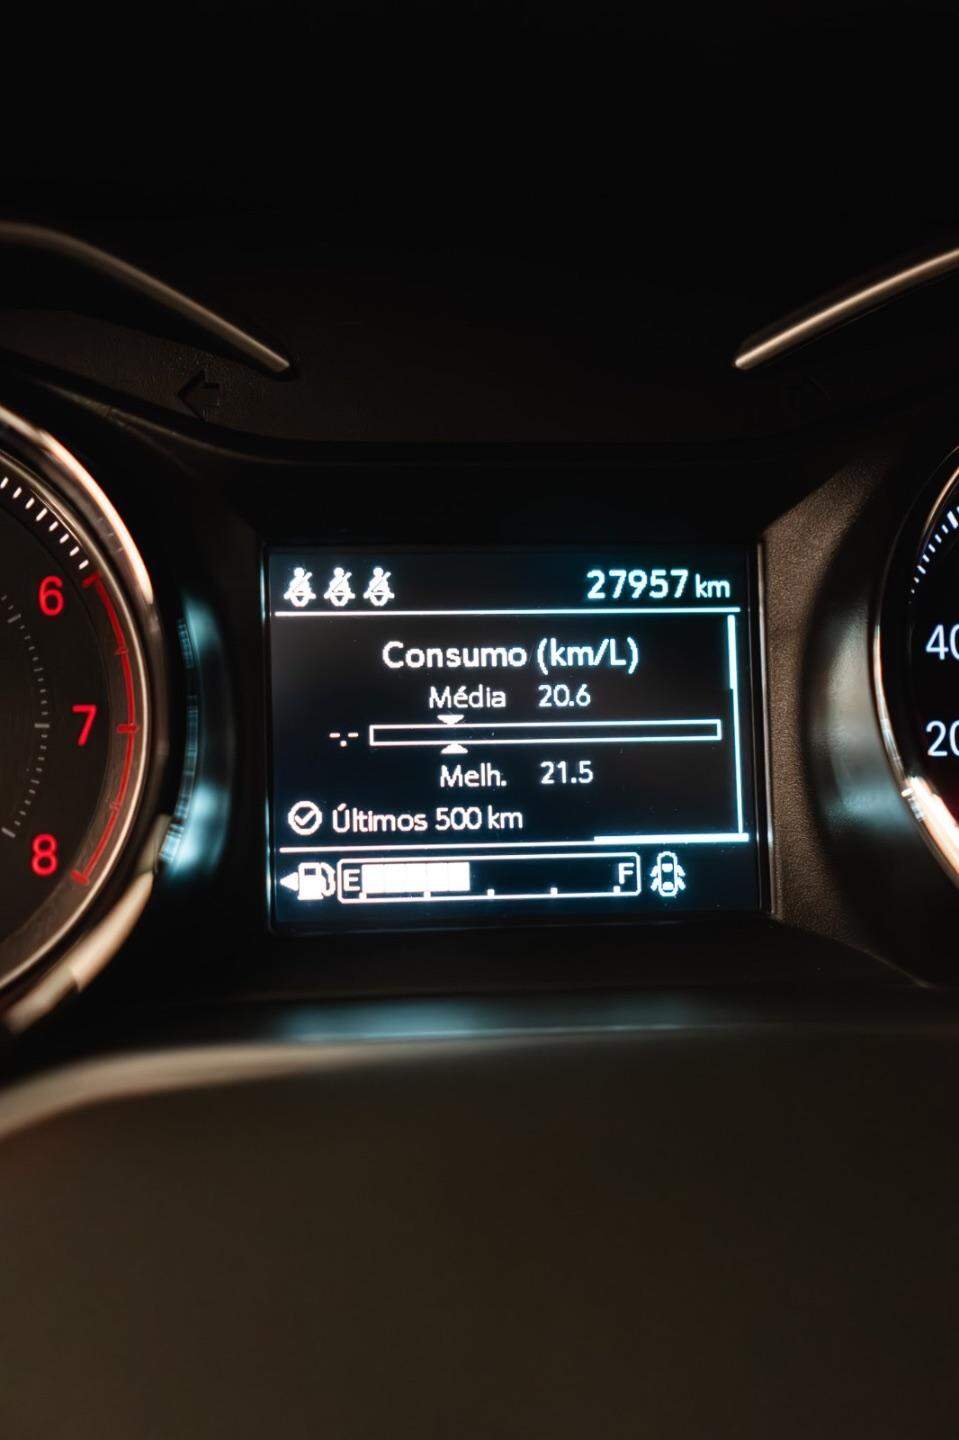 27957 km
Consumo (km/L)
Média 20.6
-.-
Melh. 21.5
Últimos 500 km
E F
6
7
8
40
20